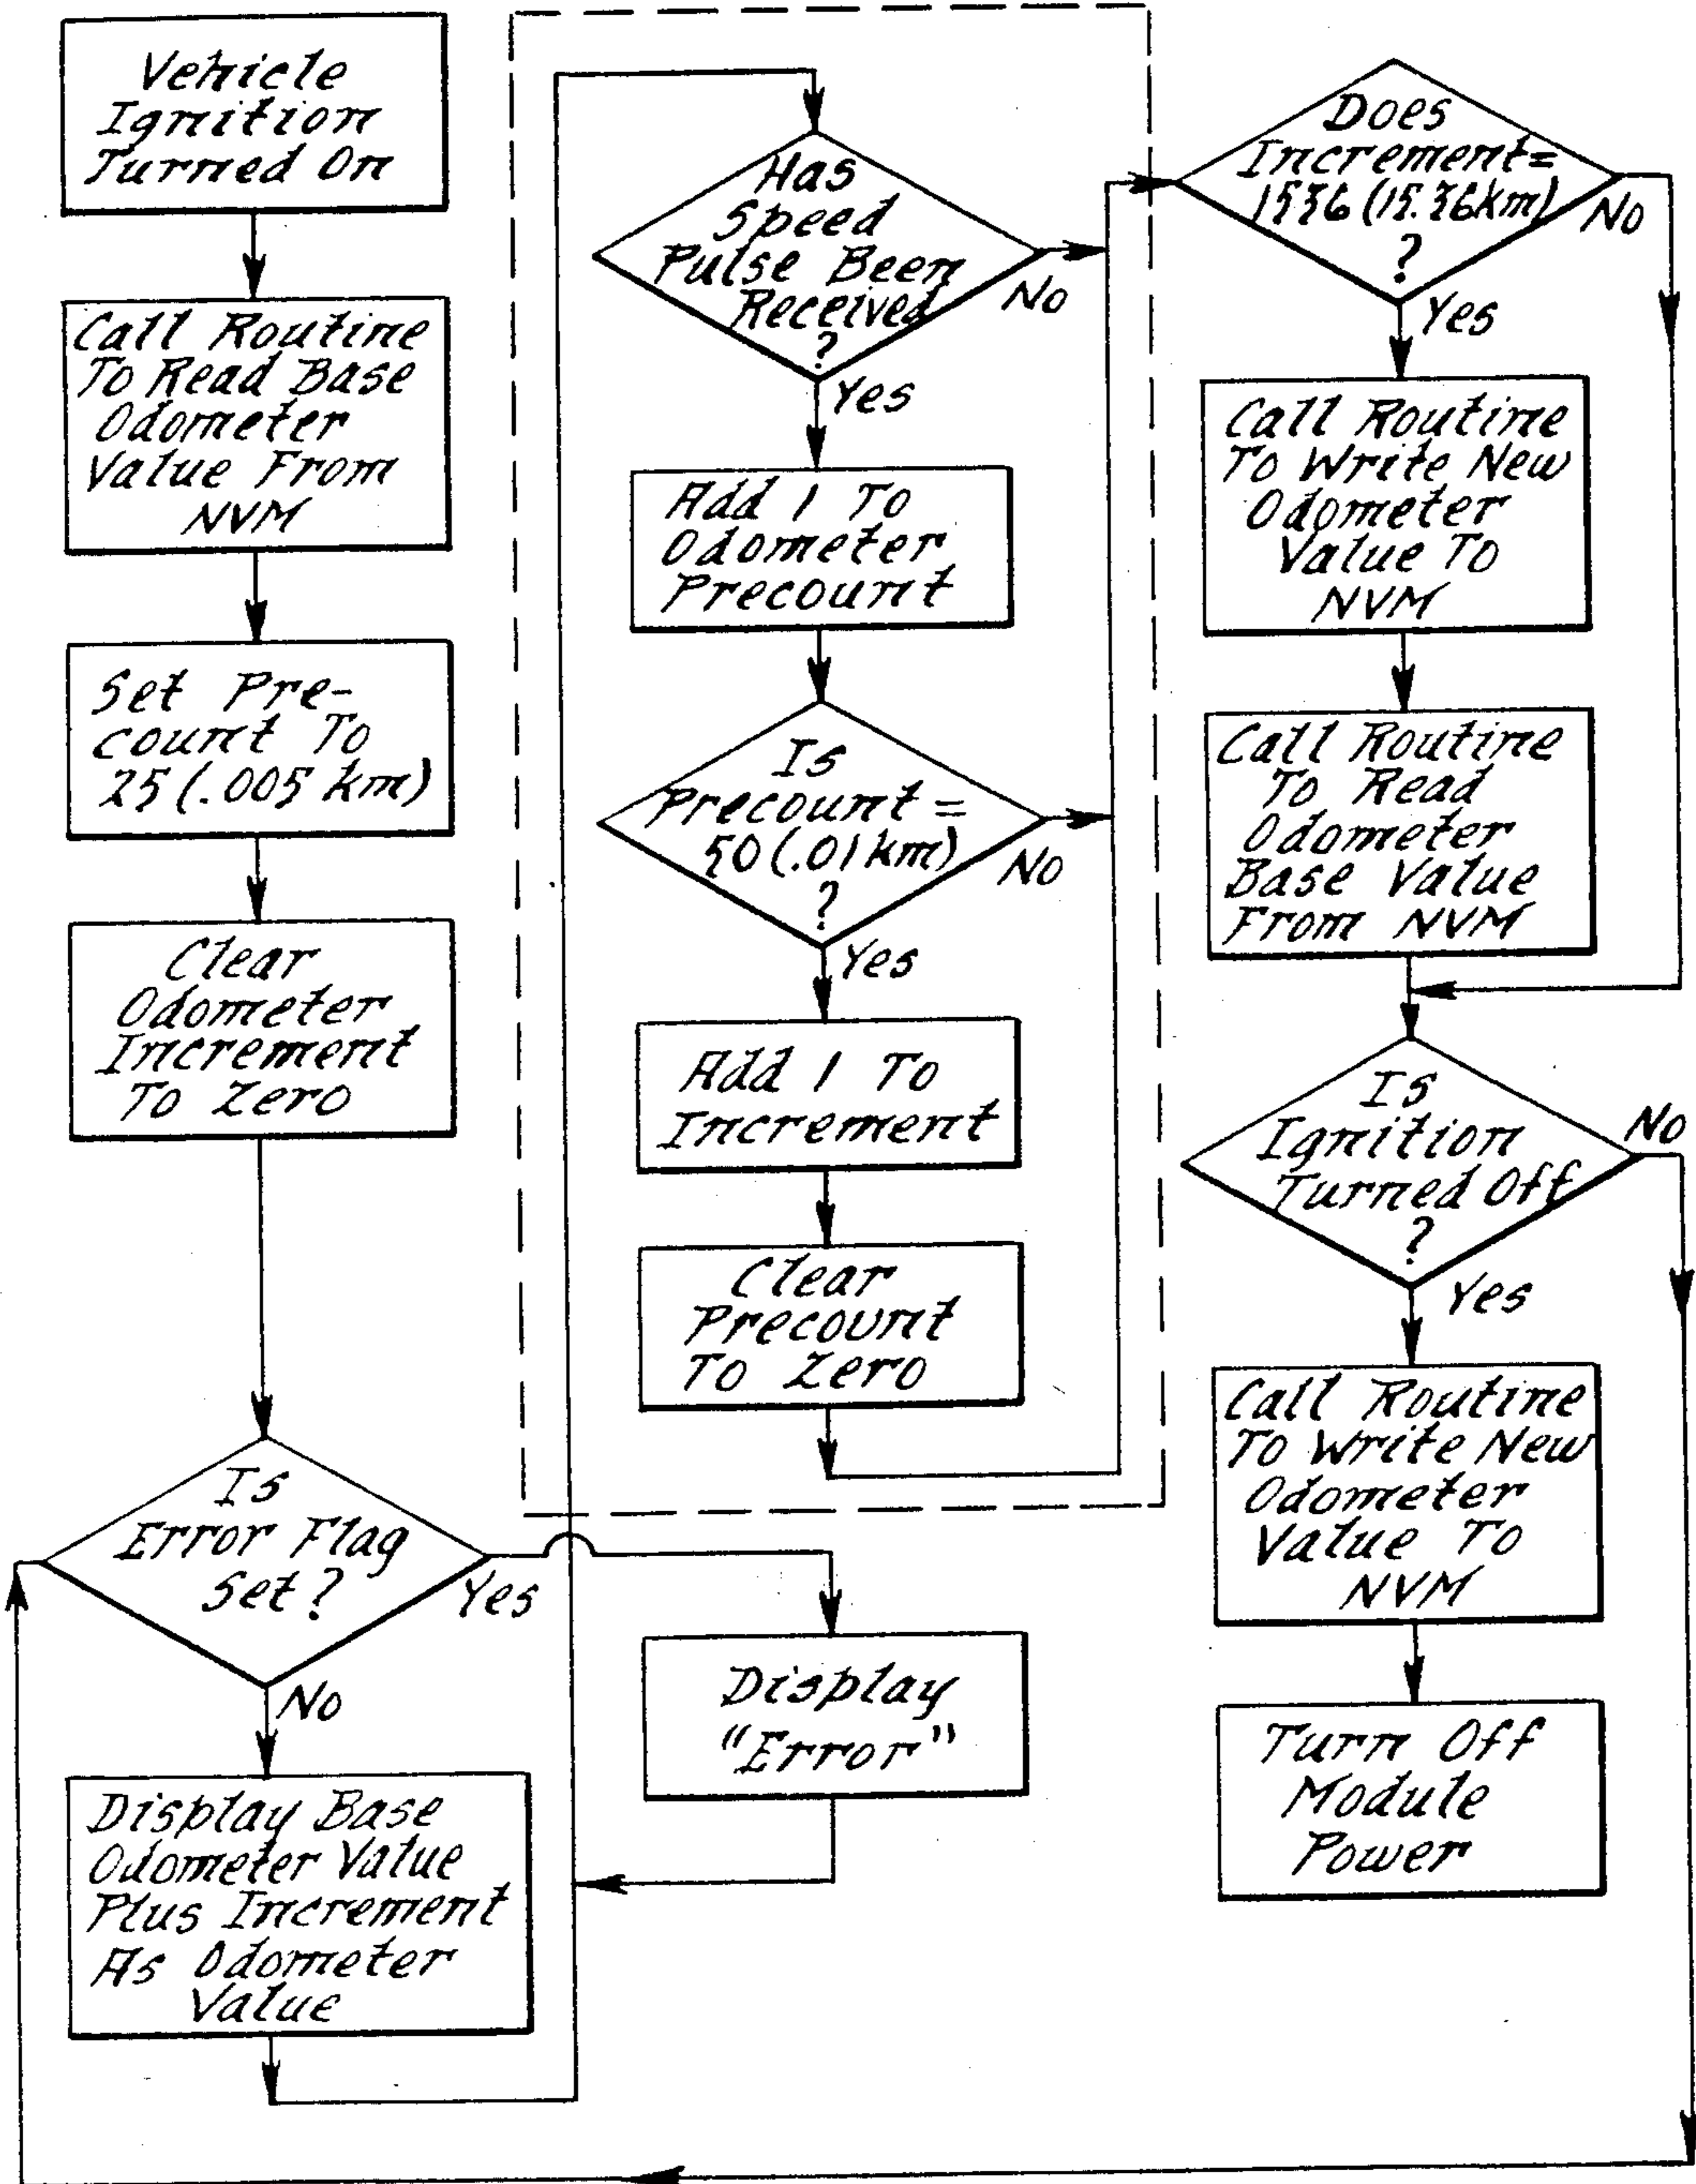 Vehicle
Ignition
Turned On
Call Routine
To Read Base
Odometer
Value From
NVM
Set Pre-
count To
25 (.005 km)
Clear
Odometer
Increment
To Zero
Is
Error Flag
Set?
Yes
No
Display Base
Odometer Value
Plus Increment
As Odometer
Value
Has
Speed
Pulse Been
Received
?
No
Yes
Add 1 To
Odometer
Precount
Is
Precount =
50 (.01 km)
?
No
Yes
Add 1 To
Increment
Clear
Precount
To Zero
Display
"Error"
Does
Increment=
1536 (15.36km)
?
No
Yes
Call Routine
To Write New
Odometer
Value To
NVM
Call Routine
To Read
Odometer
Base Value
From NVM
Is
Ignition
Turned Off
?
No
Yes
Call Routine
To Write New
Odometer
Value To
NVM
Turn Off
Module
Power